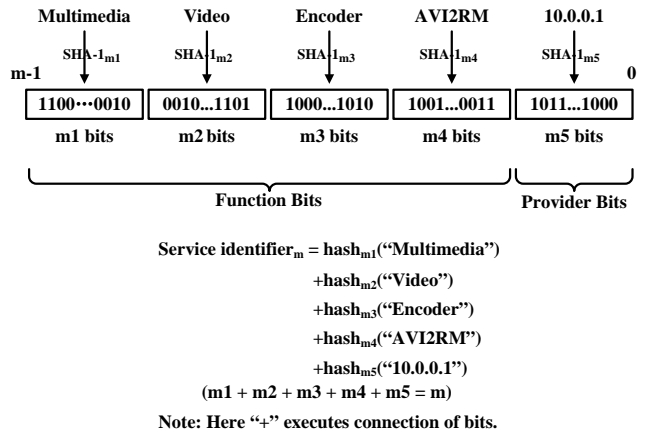 Multimedia Video Encoder AVI2RM 10.0.0.1
SHA-1m1 SHA-1m2 SHA-1m3 SHA-1m4 SHA-1m5
m-1 0
1100···0010 0010...1101 1000...1010 1001...0011 1011...1000
m1 bits m2 bits m3 bits m4 bits m5 bits
Function Bits Provider Bits
Service identifierm = hashm1(“Multimedia”)
+hashm2(“Video”)
+hashm3(“Encoder”)
+hashm4(“AVI2RM”)
+hashm5(“10.0.0.1”)
(m1 + m2 + m3 + m4 + m5 = m)
Note: Here “+” executes connection of bits.